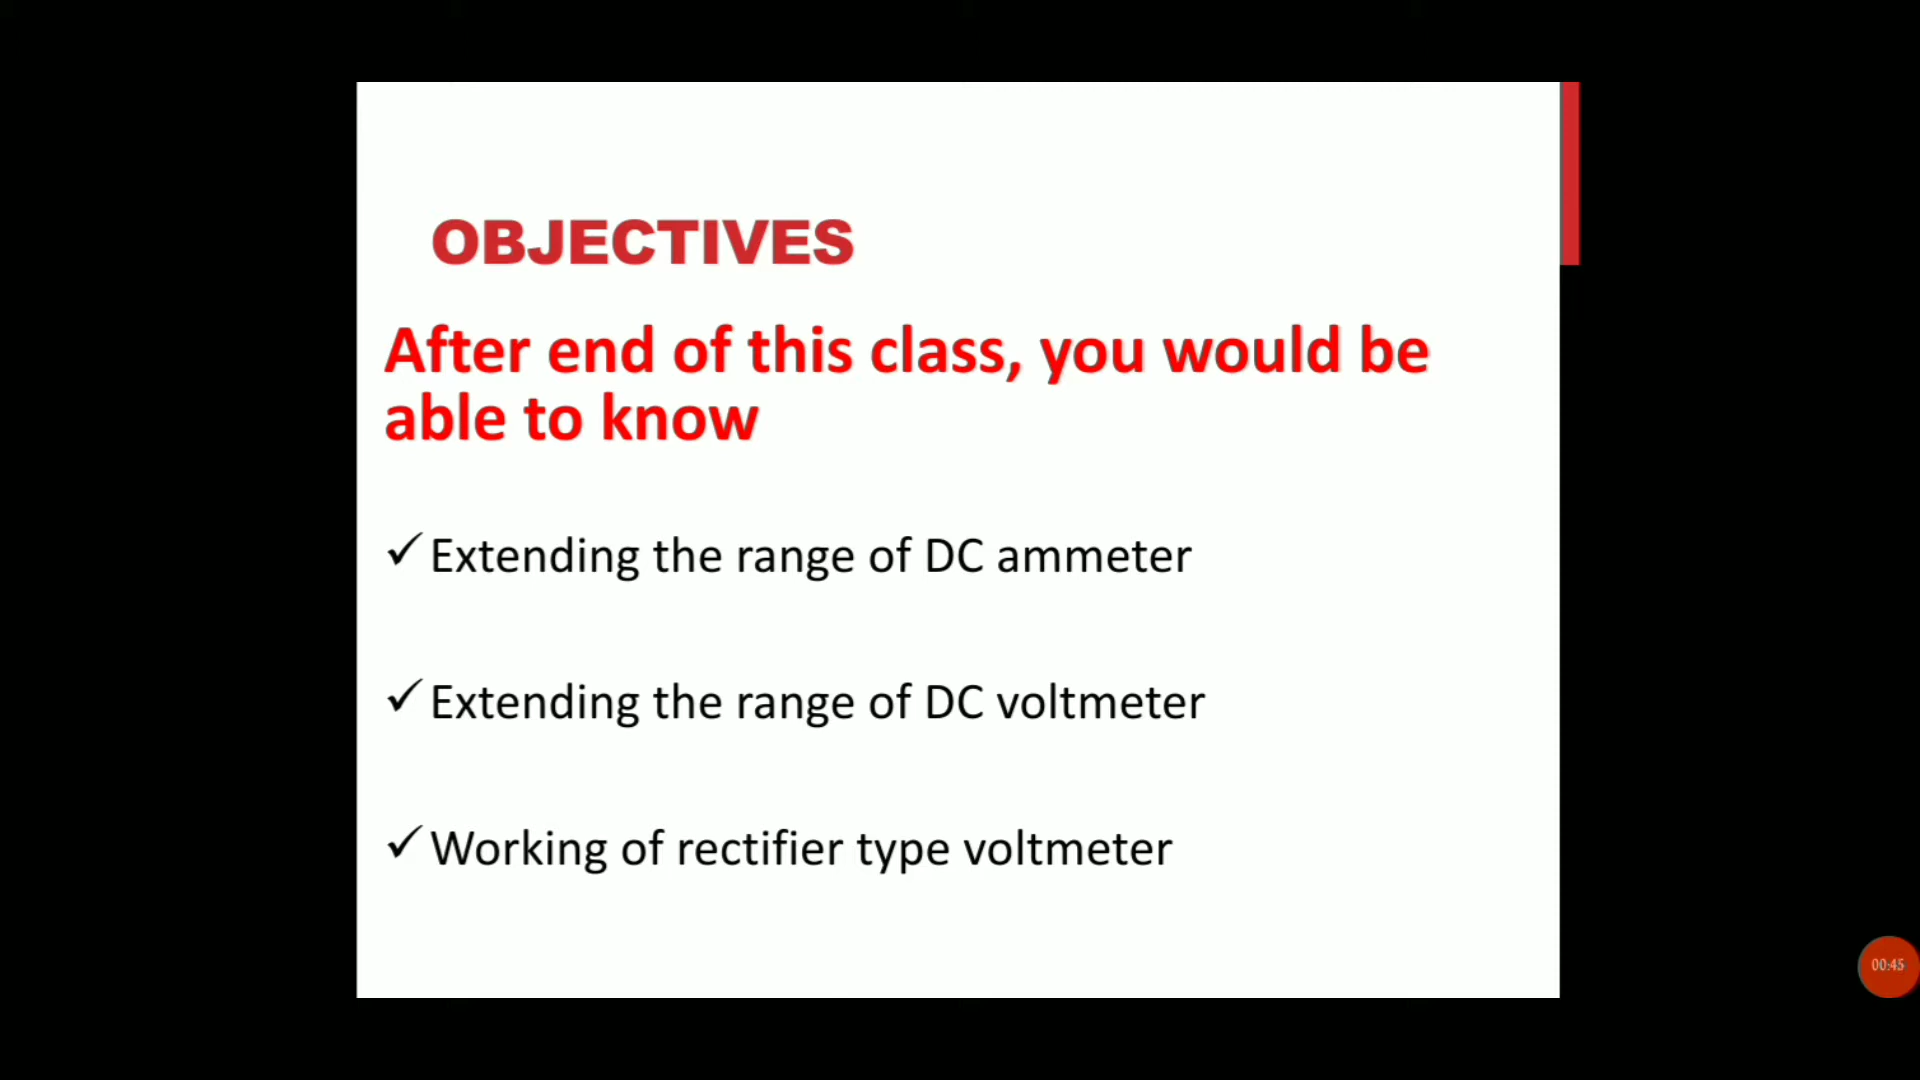 OBJECTIVES
After end of this class, you would be
able to know
✓ Extending the range of DC ammeter
✓ Extending the range of DC voltmeter
✓ Working of rectifier type voltmeter
00:45